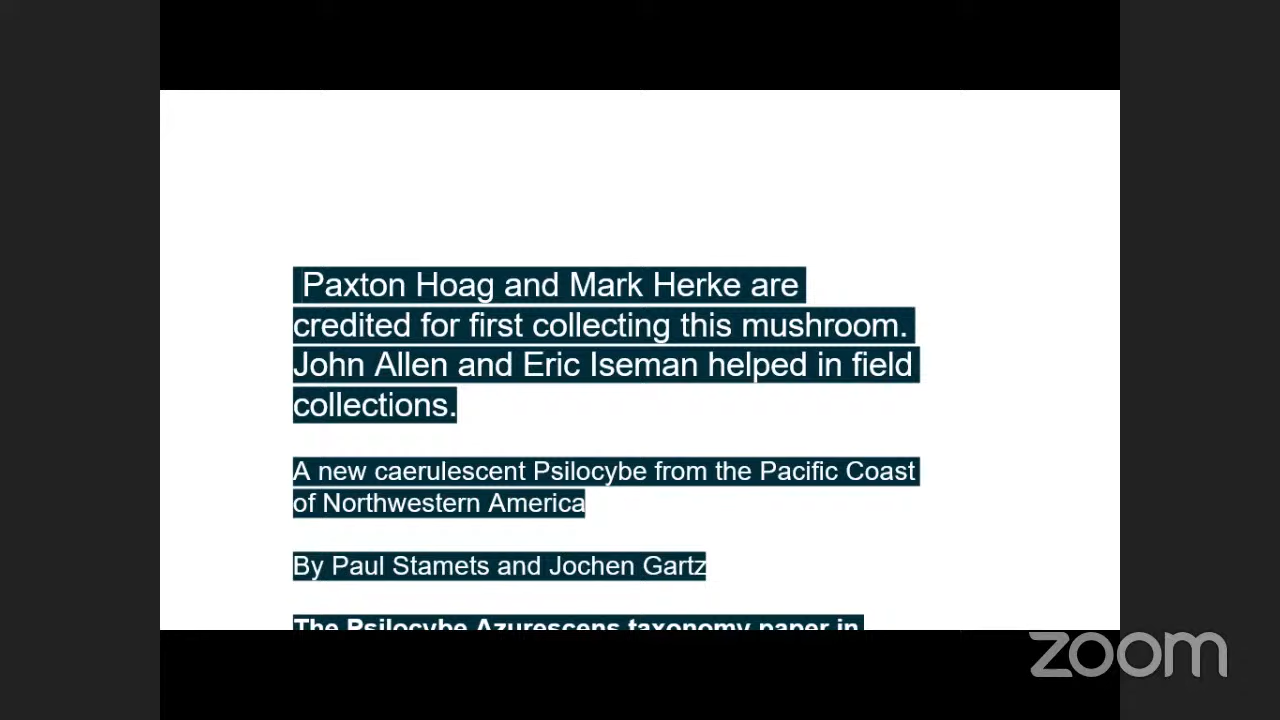 Paxton Hoag and Mark Herke are
credited for first collecting this mushroom.
John Allen and Eric Iseman helped in field
collections.
A new caerulescent Psilocybe from the Pacific Coast
of Northwestern America
By Paul Stamets and Jochen Gartz
The Psilocybe Azurescens taxonomy paper in
zoom